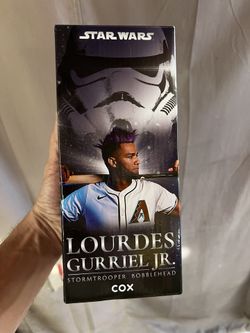 STAR WARS
A
LOURDES
GURRIEL JR.
STORMTROOPER BOBBLEHEAD
COX